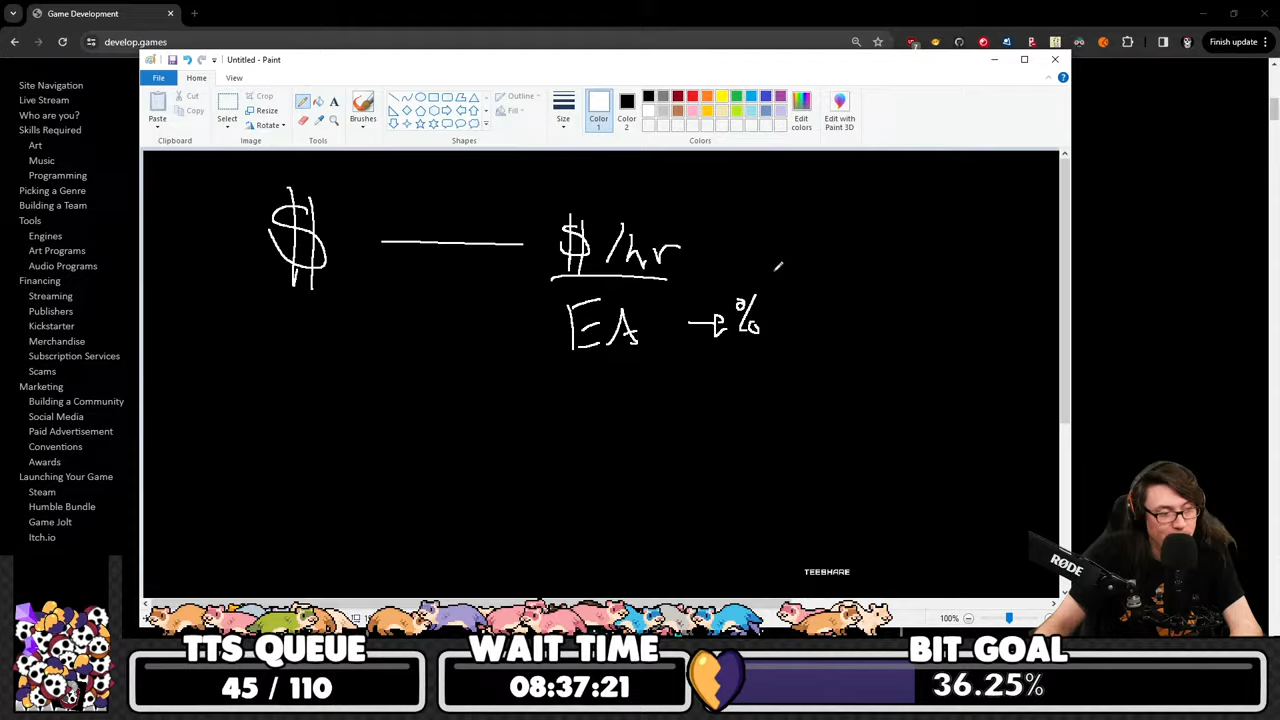 Game Development
develop.games
Finish update
Untitled - Paint
File
Home
View
Paste
Cut
Copy
Clipboard
Select
Crop
Resize
Rotate
Image
Tools
Brushes
Shapes
Outline
Fill
Size
Color 1
Color 2
Edit colors
Edit with Paint 3D
Colors
Site Navigation
Live Stream
Who are you?
Skills Required
Art
Music
Programming
Picking a Genre
Building a Team
Tools
Engines
Art Programs
Audio Programs
Financing
Streaming
Publishers
Kickstarter
Merchandise
Subscription Services
Scams
Marketing
Building a Community
Social Media
Paid Advertisement
Conventions
Awards
Launching Your Game
Steam
Humble Bundle
Game Jolt
Itch.io
$ — $/hr
EA → %
TEESHARE
100%
RØDE
TTS QUEUE
45 / 110
WAIT TIME
08:37:21
BIT GOAL
36.25%